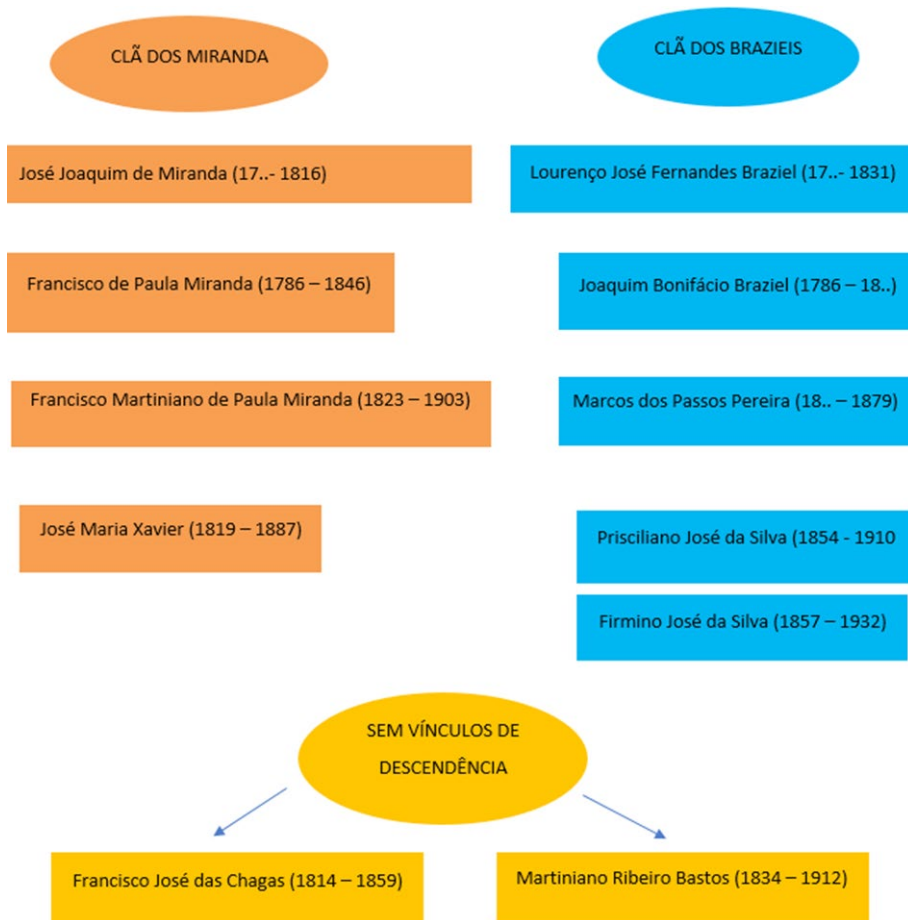 CLÃ DOS MIRANDA
José Joaquim de Miranda (17..- 1816)
Francisco de Paula Miranda (1786 – 1846)
Francisco Martiniano de Paula Miranda (1823 – 1903)
José Maria Xavier (1819 – 1887)
CLÃ DOS BRAZIEIS
Lourenço José Fernandes Braziel (17..- 1831)
Joaquim Bonifácio Braziel (1786 – 18..)
Marcos dos Passos Pereira (18.. – 1879)
Prisciliano José da Silva (1854 - 1910
Firmino José da Silva (1857 – 1932)
SEM VÍNCULOS DE
DESCENDÊNCIA
Francisco José das Chagas (1814 – 1859)
Martiniano Ribeiro Bastos (1834 – 1912)